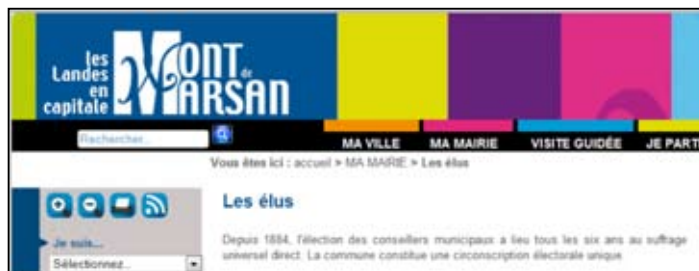 les
Landes
en
capitale
MONT de
MARSAN
Rechercher...
MA VILLE MA MAIRIE VISITE GUIDÉE JE PART
Vous êtes ici : accueil > MA MAIRIE > Les élus
Les élus
Je suis...
Sélectionnez..
Depuis 1884, l'élection des conseillers municipaux a lieu tous les six ans au suffrage
universel direct. La commune constitue une circonscription électorale unique.